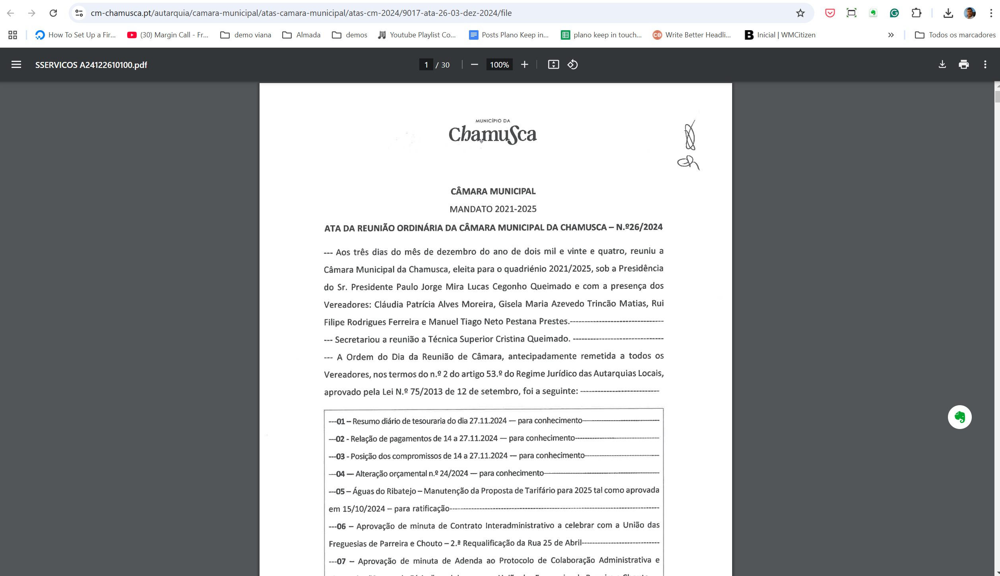 cm-chamusca.pt/autarquia/camara-municipal/atas-camara-municipal/atas-cm-2024/9017-ata-26-03-dez-2024/file
How To Set Up a Fir... (30) Margin Call - Fr... demo viana Almada demos Youtube Playlist Co... Posts Plano Keep in... plano keep in touch... Write Better Headli... Inicial | WMCitizen » Todos os marcadores
SSERVICOS A24122610100.pdf 1 / 30 — 100% +
MUNICÍPIO DA
Chamusca
CÂMARA MUNICIPAL
MANDATO 2021-2025
ATA DA REUNIÃO ORDINÁRIA DA CÂMARA MUNICIPAL DA CHAMUSCA – N.º26/2024
--- Aos três dias do mês de dezembro do ano de dois mil e vinte e quatro, reuniu a
Câmara Municipal da Chamusca, eleita para o quadriénio 2021/2025, sob a Presidência
do Sr. Presidente Paulo Jorge Mira Lucas Cegonho Queimado e com a presença dos
Vereadores: Cláudia Patrícia Alves Moreira, Gisela Maria Azevedo Trincão Matias, Rui
Filipe Rodrigues Ferreira e Manuel Tiago Neto Pestana Prestes.--------------------------------
--- Secretariou a reunião a Técnica Superior Cristina Queimado. -------------------------------
--- A Ordem do Dia da Reunião de Câmara, antecipadamente remetida a todos os
Vereadores, nos termos do n.º 2 do artigo 53.º do Regime Jurídico das Autarquias Locais,
aprovado pela Lei N.º 75/2013 de 12 de setembro, foi a seguinte: ---------------------------
---01 – Resumo diário de tesouraria do dia 27.11.2024 — para conhecimento--------------------------
---02 - Relação de pagamentos de 14 a 27.11.2024 — para conhecimento-----------------------------
---03 - Posição dos compromissos de 14 a 27.11.2024 — para conhecimento--------------------------
---04 — Alteração orçamental n.º 24/2024 — para conhecimento----------------------------------------
---05 – Águas do Ribatejo – Manutenção da Proposta de Tarifário para 2025 tal como aprovada
em 15/10/2024 – para ratificação------------------------------------------------------------------------
---06 – Aprovação de minuta de Contrato Interadministrativo a celebrar com a União das
Freguesias de Parreira e Chouto – 2.ª Requalificação da Rua 25 de Abril---------------------------
---07 – Aprovação de minuta de Adenda ao Protocolo de Colaboração Administrativa e